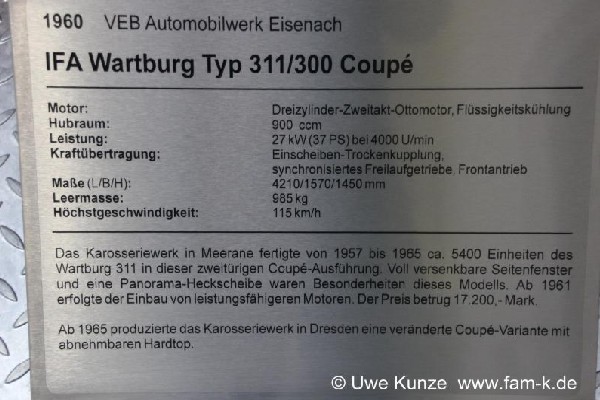 1960 VEB Automobilwerk Eisenach
IFA Wartburg Typ 311/300 Coupé
Motor: Dreizylinder-Zweitakt-Ottomotor, Flüssigkeitskühlung
Hubraum: 900 ccm
Leistung: 27 kW (37 PS) bei 4000 U/min
Kraftübertragung: Einscheiben-Trockenkupplung,
synchronisiertes Freilaufgetriebe, Frontantrieb
Maße (L/B/H): 4210/1570/1450 mm
Leermasse: 985 kg
Höchstgeschwindigkeit: 115 km/h
Das Karosseriewerk in Meerane fertigte von 1957 bis 1965 ca. 5400 Einheiten des
Wartburg 311 in dieser zweitürigen Coupé-Ausführung. Voll versenkbare Seitenfenster
und eine Panorama-Heckscheibe waren Besonderheiten dieses Modells. Ab 1961
erfolgte der Einbau von leistungsfähigeren Motoren. Der Preis betrug 17.200,- Mark.
Ab 1965 produzierte das Karosseriewerk in Dresden eine veränderte Coupé-Variante mit
abnehmbaren Hardtop.
© Uwe Kunze www.fam-k.de